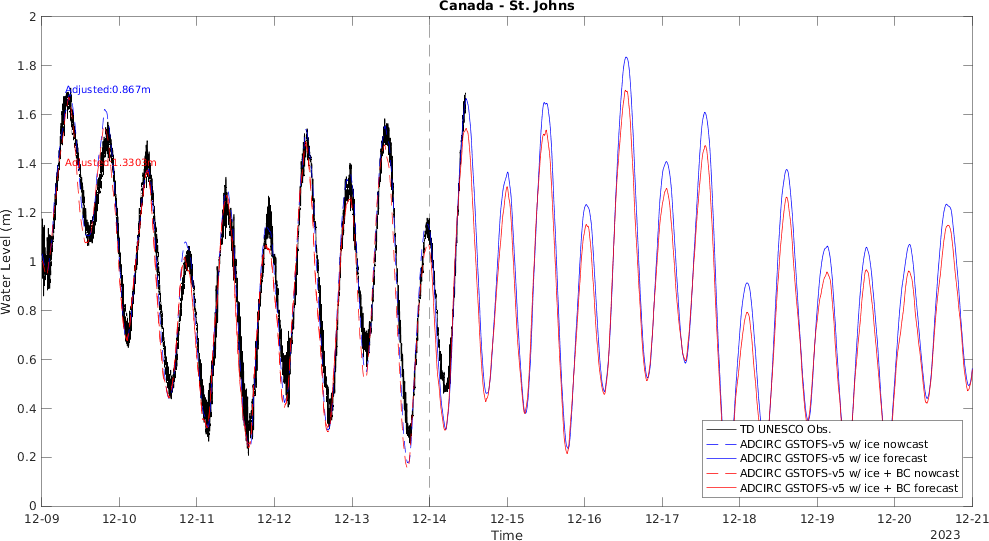 Canada - St. Johns
2
1.8
1.6
1.4
1.2
1
0.8
0.6
0.4
0.2
0
Water Level (m)
Adjusted:0.867m
Adjusted:1.3303m
TD UNESCO Obs.
ADCIRC GSTOFS-v5 w/ ice nowcast
ADCIRC GSTOFS-v5 w/ ice forecast
ADCIRC GSTOFS-v5 w/ ice + BC nowcast
ADCIRC GSTOFS-v5 w/ ice + BC forecast
12-09 12-10 12-11 12-12 12-13 12-14 12-15 12-16 12-17 12-18 12-19 12-20 12-21
Time
2023